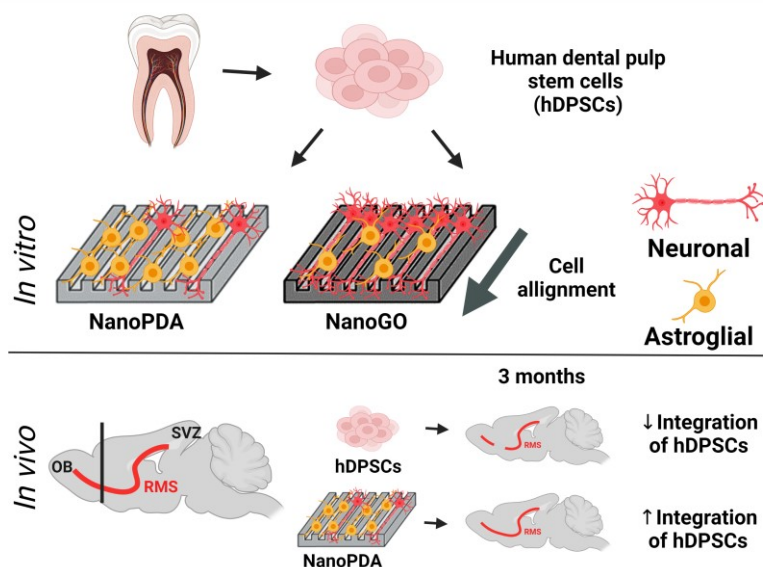 Human dental pulp
stem cells
(hDPSCs)
In vitro
NanoPDA
NanoGO
Cell
allignment
Neuronal
Astroglial
In vivo
OB
SVZ
RMS
3 months
hDPSCs
RMS
↓ Integration
of hDPSCs
NanoPDA
RMS
↑ Integration
of hDPSCs